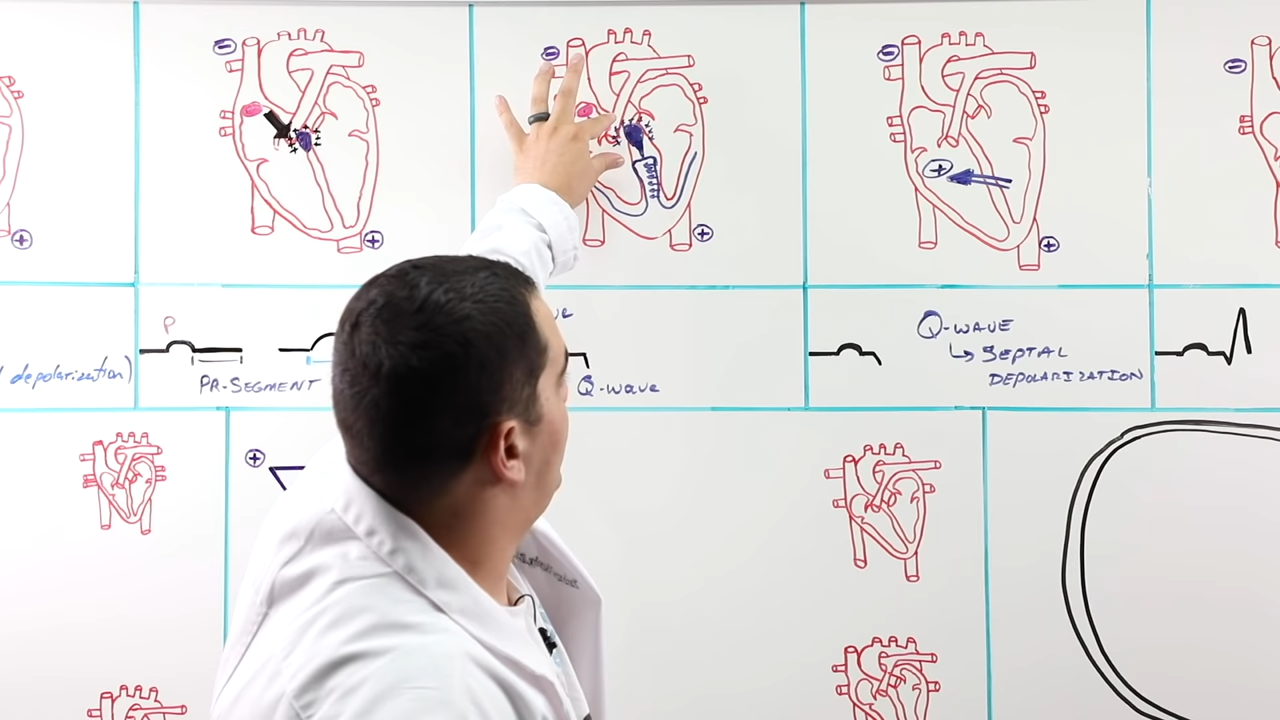 depolarization)
P
PR-SEGMENT
Q-wave
Q-WAVE
↳ SEPTAL
DEPOLARIZATION